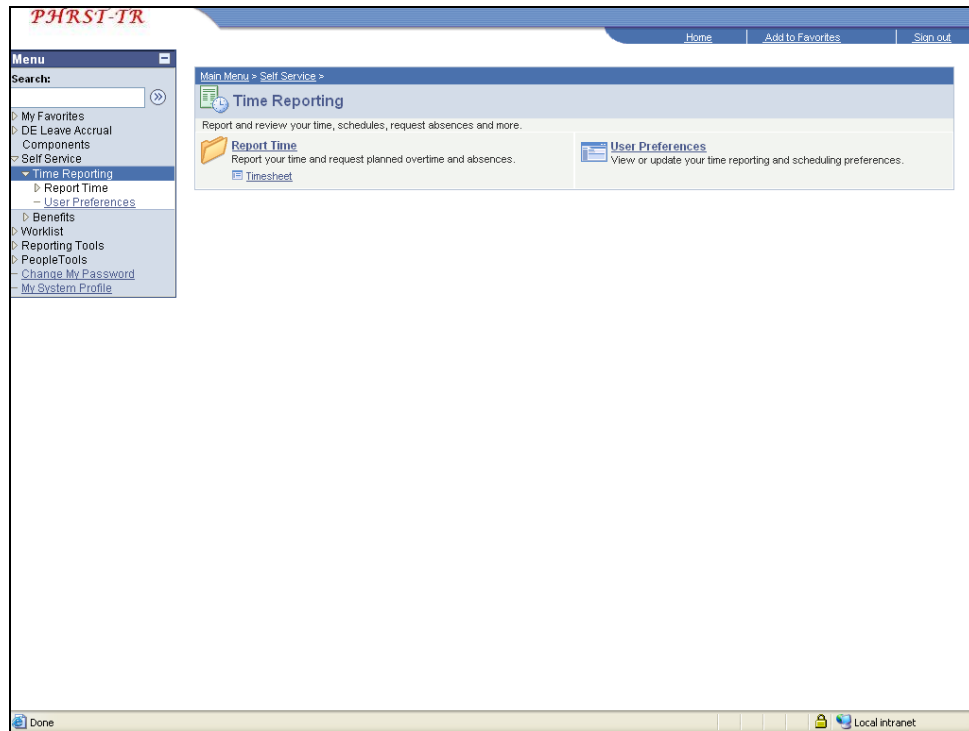 PHRST-TR
Home
Add to Favorites
Sign out
Menu
Search:
My Favorites
DE Leave Accrual
Components
Self Service
Time Reporting
Report Time
User Preferences
Benefits
Worklist
Reporting Tools
PeopleTools
Change My Password
My System Profile
Main Menu > Self Service >
Time Reporting
Report and review your time, schedules, request absences and more.
Report Time
Report your time and request planned overtime and absences.
Timesheet
User Preferences
View or update your time reporting and scheduling preferences.
Done
Local intranet